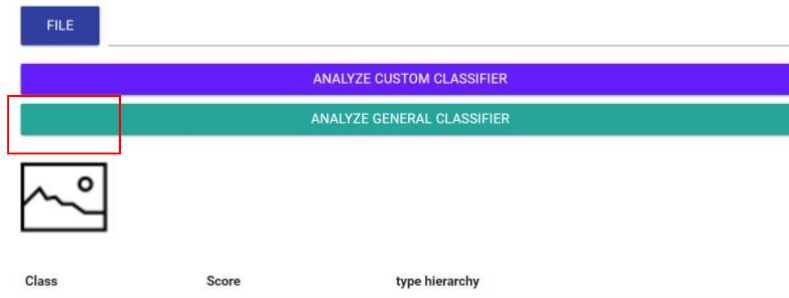 FILE
ANALYZE CUSTOM CLASSIFIER
ANALYZE GENERAL CLASSIFIER
Class Score type hierarchy